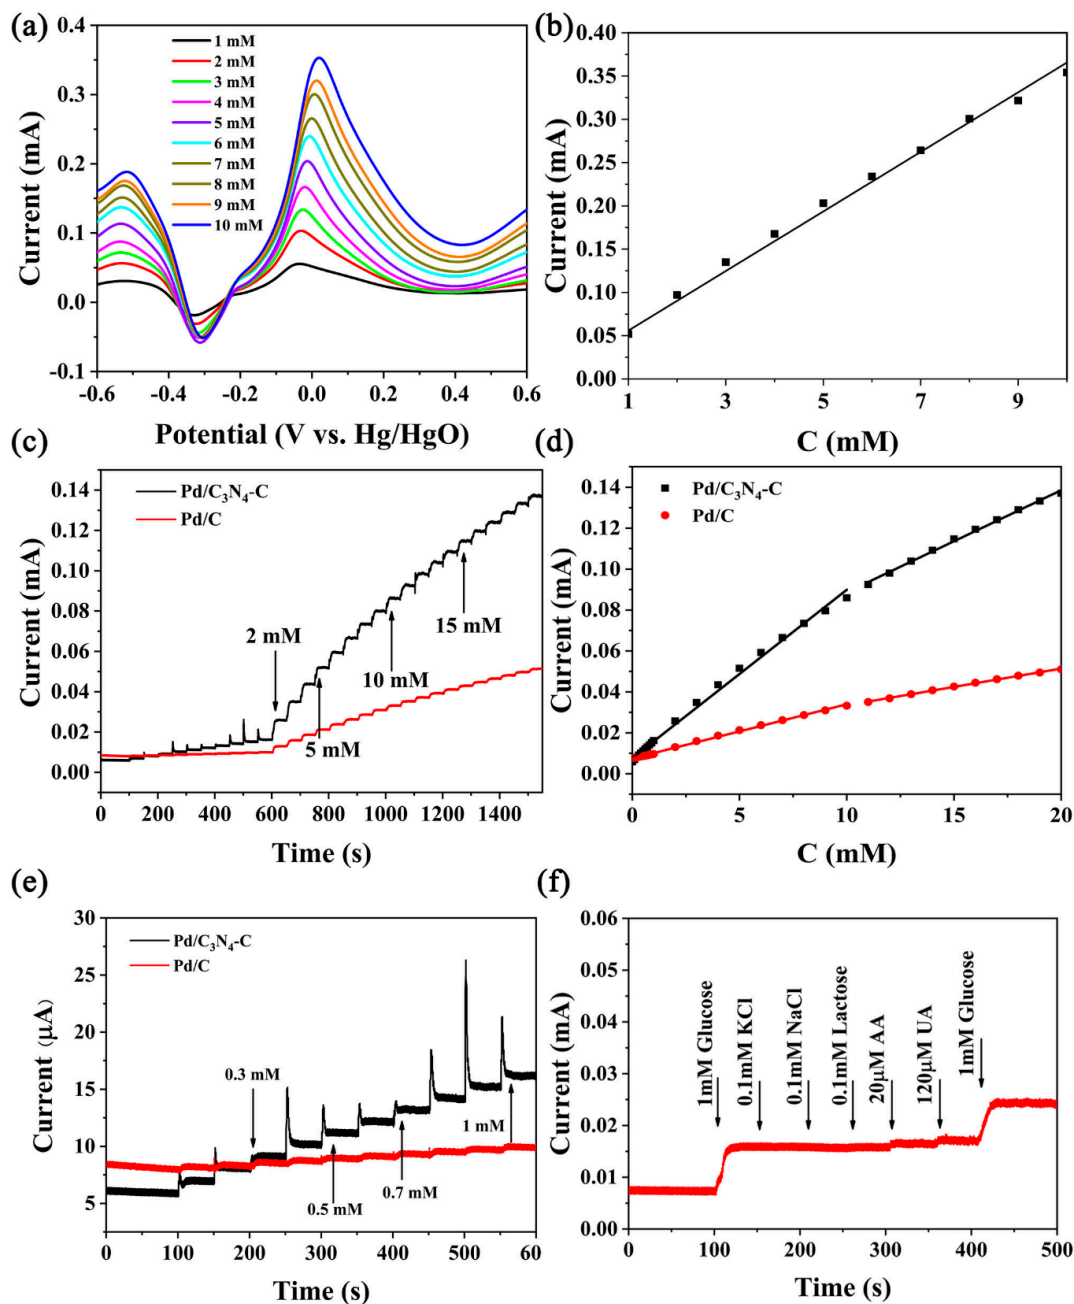 (a)
0.4
0.3
0.2
0.1
0.0
-0.1
Current (mA)
1 mM
2 mM
3 mM
4 mM
5 mM
6 mM
7 mM
8 mM
9 mM
10 mM
-0.6 -0.4 -0.2 0.0 0.2 0.4 0.6
Potential (V vs. Hg/HgO)
(b)
0.40
0.35
0.30
0.25
0.20
0.15
0.10
0.05
0.00
Current (mA)
1 3 5 7 9
C (mM)
(c)
0.14
0.12
0.10
0.08
0.06
0.04
0.02
0.00
Current (mA)
Pd/C₃N₄-C
Pd/C
2 mM
5 mM
10 mM
15 mM
0 200 400 600 800 1000 1200 1400
Time (s)
(d)
0.14
0.12
0.10
0.08
0.06
0.04
0.02
0.00
Current (mA)
Pd/C₃N₄-C
Pd/C
0 5 10 15 20
C (mM)
(e)
30
25
20
15
10
5
Current (μA)
Pd/C₃N₄-C
Pd/C
0.3 mM
0.5 mM
0.7 mM
1 mM
0 100 200 300 400 500 600
Time (s)
(f)
0.06
0.05
0.04
0.03
0.02
0.01
0.00
Current (mA)
1mM Glucose
0.1mM KCl
0.1mM NaCl
0.1mM Lactose
20μM AA
120μM UA
1mM Glucose
0 100 200 300 400 500
Time (s)